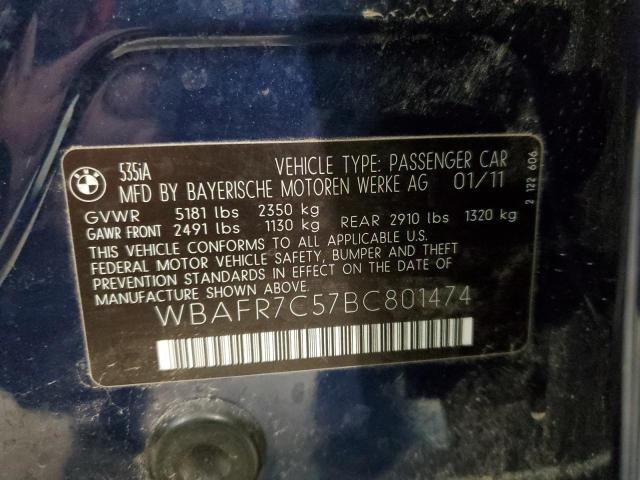 BMW
535iA VEHICLE TYPE: PASSENGER CAR
MFD BY BAYERISCHE MOTOREN WERKE AG 01/11
GVWR 5181 lbs 2350 kg
GAWR FRONT 2491 lbs 1130 kg REAR 2910 lbs 1320 kg
THIS VEHICLE CONFORMS TO ALL APPLICABLE U.S.
FEDERAL MOTOR VEHICLE SAFETY, BUMPER AND THEFT
PREVENTION STANDARDS IN EFFECT ON THE DATE OF
MANUFACTURE SHOWN ABOVE.
WBAFR7C57BC801474
2 122 606